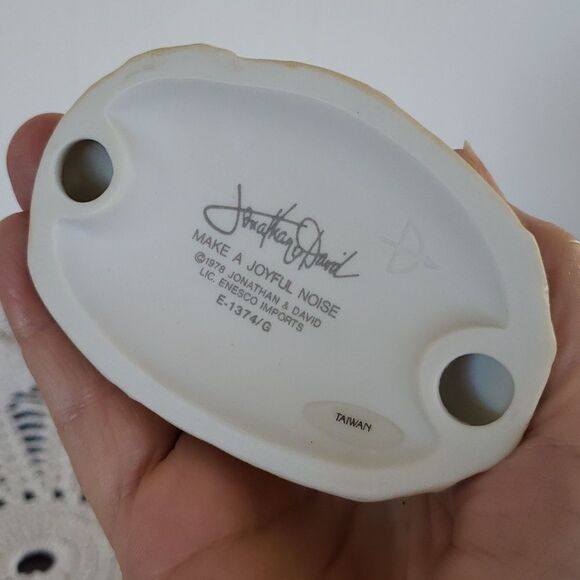 Jonathan & David
MAKE A JOYFUL NOISE
©1978 JONATHAN & DAVID
LIC. ENESCO IMPORTS
E-1374/G
TAIWAN